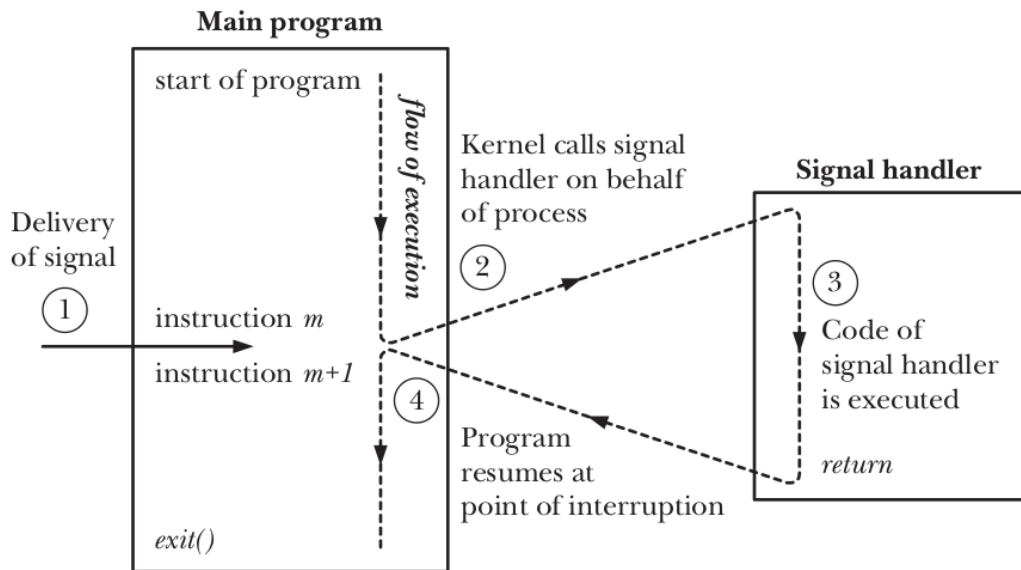 Main program
start of program
flow of execution
Kernel calls signal
handler on behalf
of process
Signal handler
Delivery
of signal
1
2
3
instruction m
instruction m+1
4
Code of
signal handler
is executed
Program
resumes at
point of interruption
return
exit()